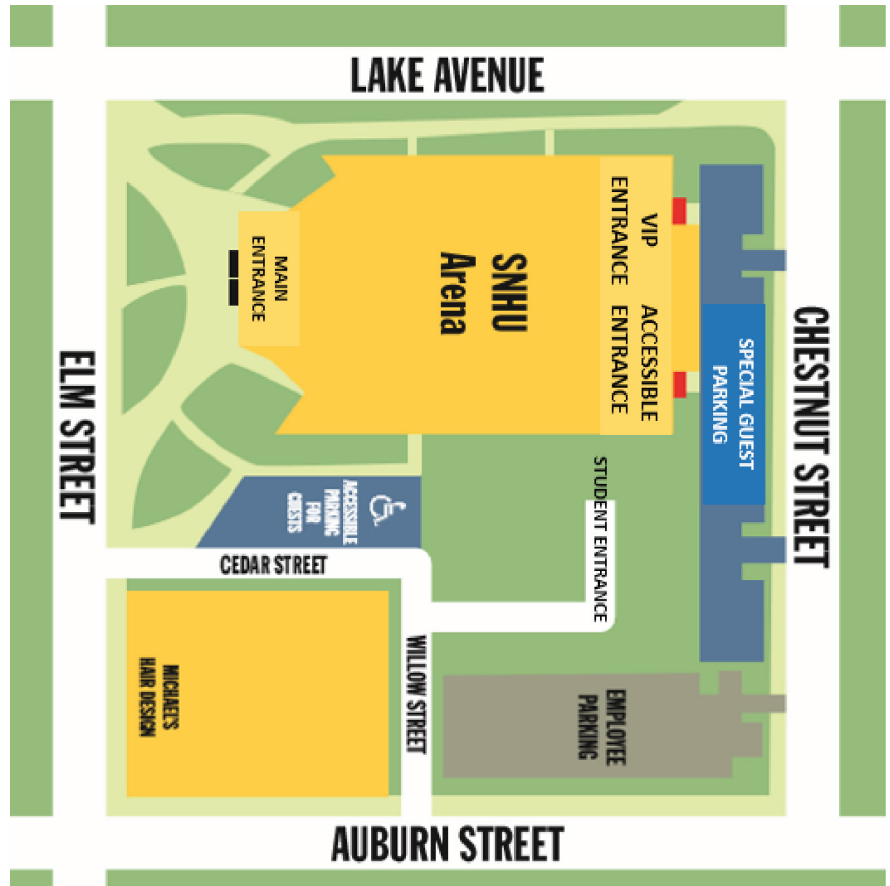 LAKE AVENUE
VIP
ENTRANCE
MAIN
ENTRANCE
SNHU
Arena
ACCESSIBLE
ENTRANCE
SPECIAL GUEST
PARKING
CHESTNUT STREET
ELM STREET
ACCESSIBLE
PARKING
FOR
GUESTS
STUDENT ENTRANCE
CEDAR STREET
WILLOW STREET
MICHAEL'S
HAIR DESIGN
EMPLOYEE
PARKING
AUBURN STREET